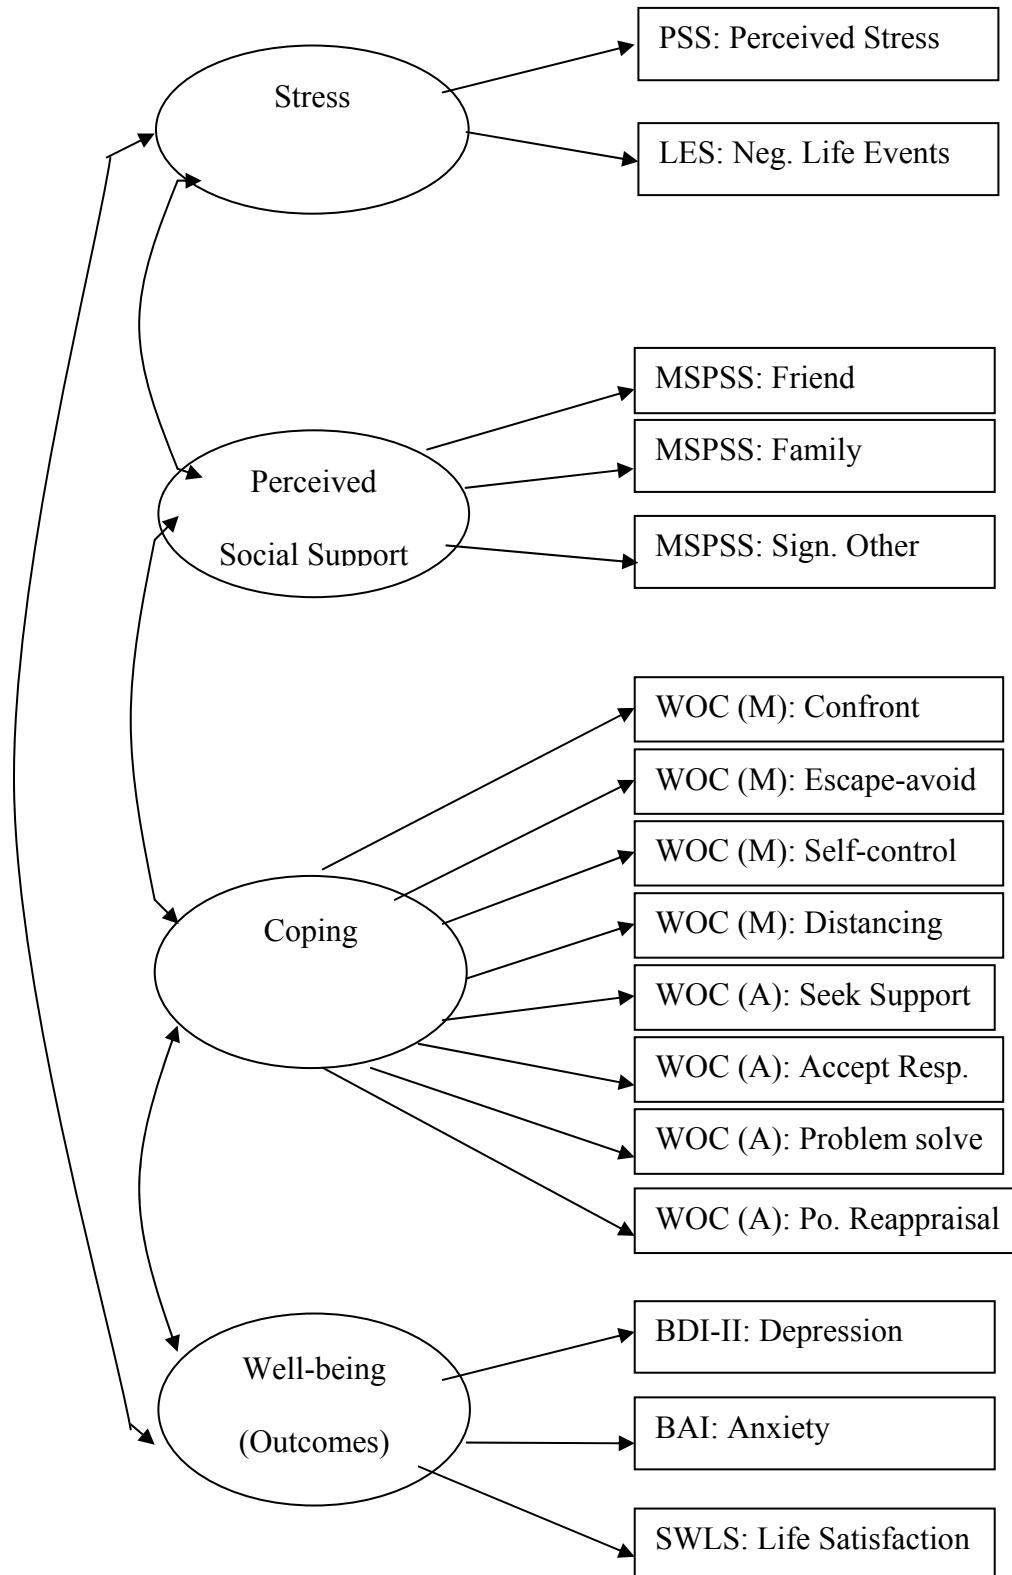 PSS: Perceived Stress
Stress
LES: Neg. Life Events
MSPSS: Friend
MSPSS: Family
Perceived
Social Support
MSPSS: Sign. Other
WOC (M): Confront
WOC (M): Escape-avoid
WOC (M): Self-control
Coping
WOC (M): Distancing
WOC (A): Seek Support
WOC (A): Accept Resp.
WOC (A): Problem solve
WOC (A): Po. Reappraisal
BDI-II: Depression
Well-being
(Outcomes)
BAI: Anxiety
SWLS: Life Satisfaction